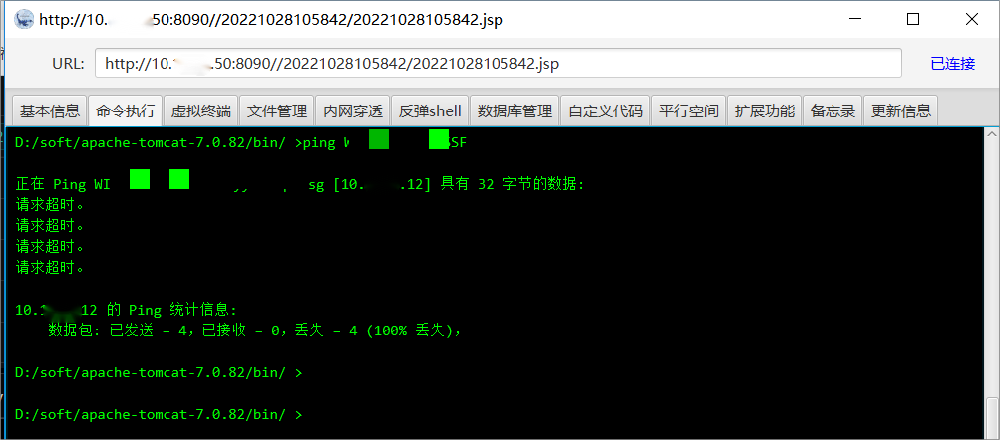 http://10. .50:8090//20221028105842/20221028105842.jsp
URL: http://10. .50:8090//20221028105842/20221028105842.jsp 已连接
基本信息 命令执行 虚拟终端 文件管理 内网穿透 反弹shell 数据库管理 自定义代码 平行空间 扩展功能 备忘录 更新信息
D:/soft/apache-tomcat-7.0.82/bin/ >ping SF
正在 Ping WI sg [10. .12] 具有 32 字节的数据:
请求超时。
请求超时。
请求超时。
请求超时。
10. 12 的 Ping 统计信息:
数据包: 已发送 = 4，已接收 = 0，丢失 = 4 (100% 丢失)，
D:/soft/apache-tomcat-7.0.82/bin/ >
D:/soft/apache-tomcat-7.0.82/bin/ >